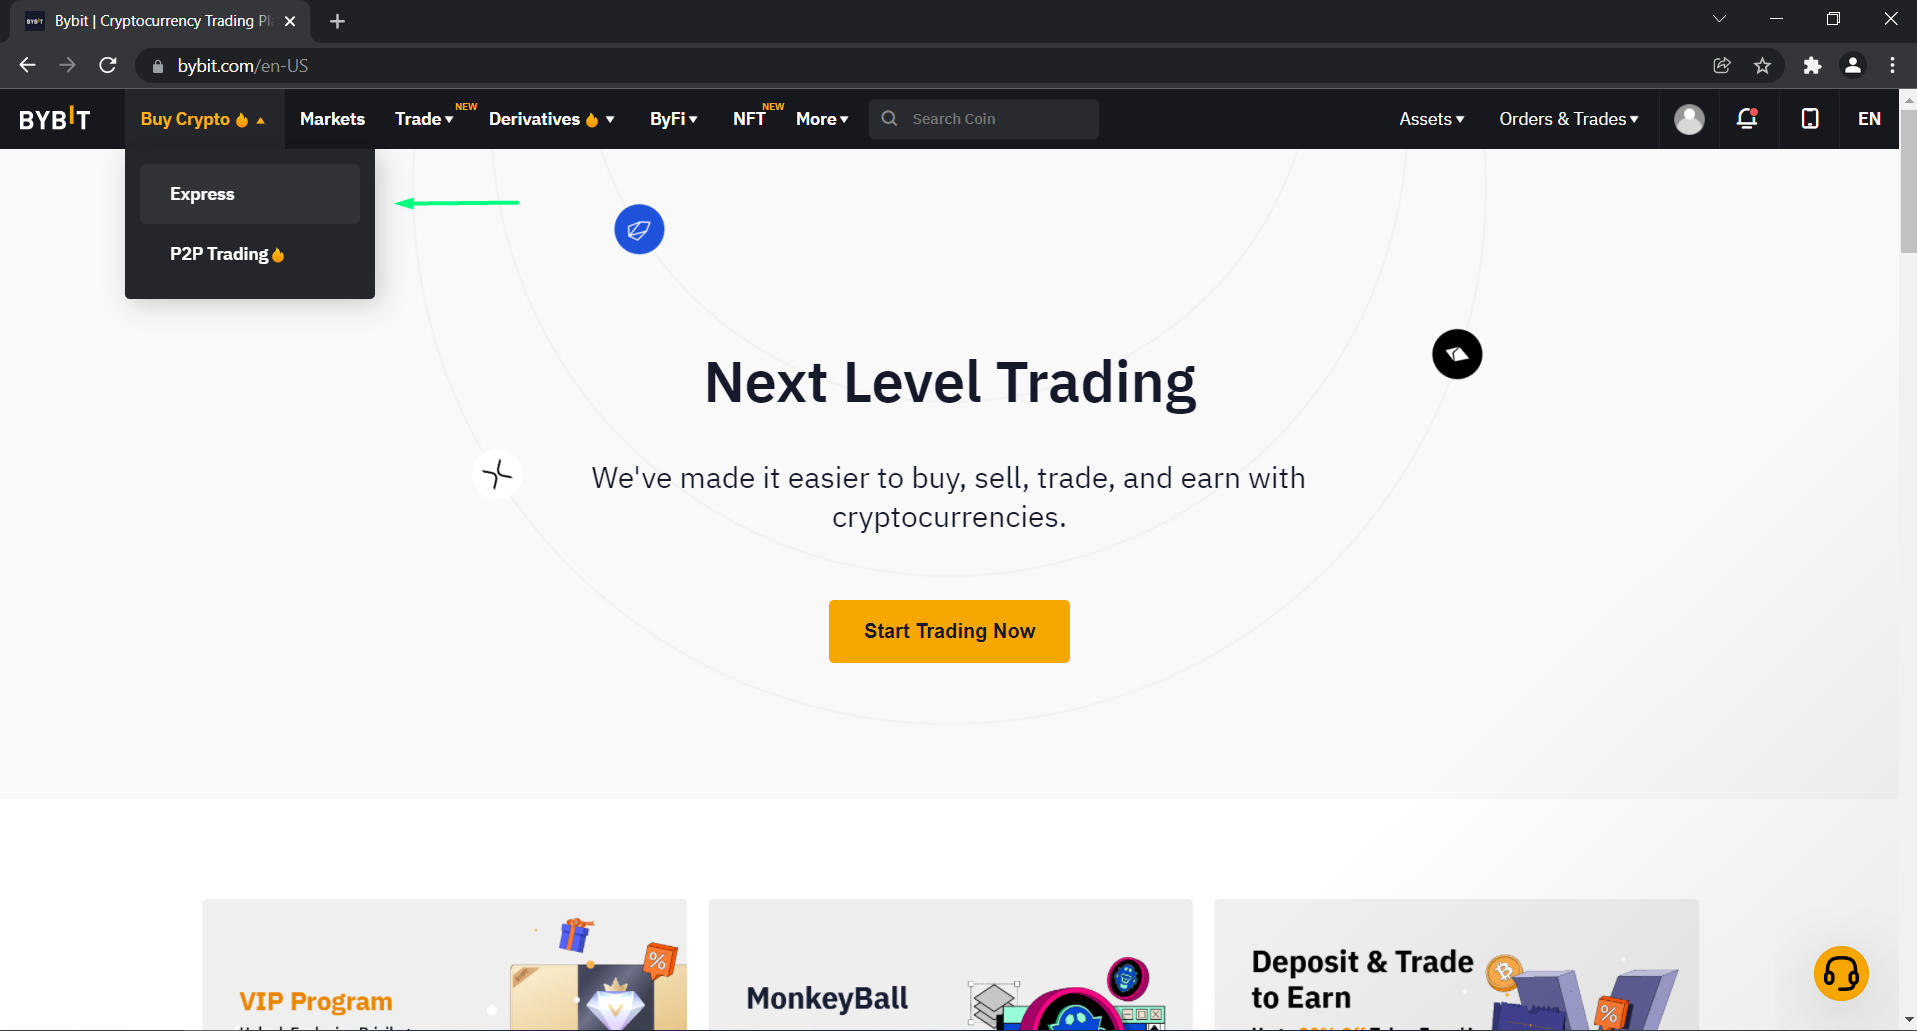 Bybit | Cryptocurrency Trading Pl
bybit.com/en-US
BYBIT
Buy Crypto
Markets
Trade
NEW
Derivatives
ByFi
NFT
NEW
More
Search Coin
Assets
Orders & Trades
EN
Express
P2P Trading
Next Level Trading
We've made it easier to buy, sell, trade, and earn with
cryptocurrencies.
Start Trading Now
VIP Program
MonkeyBall
Deposit & Trade
to Earn